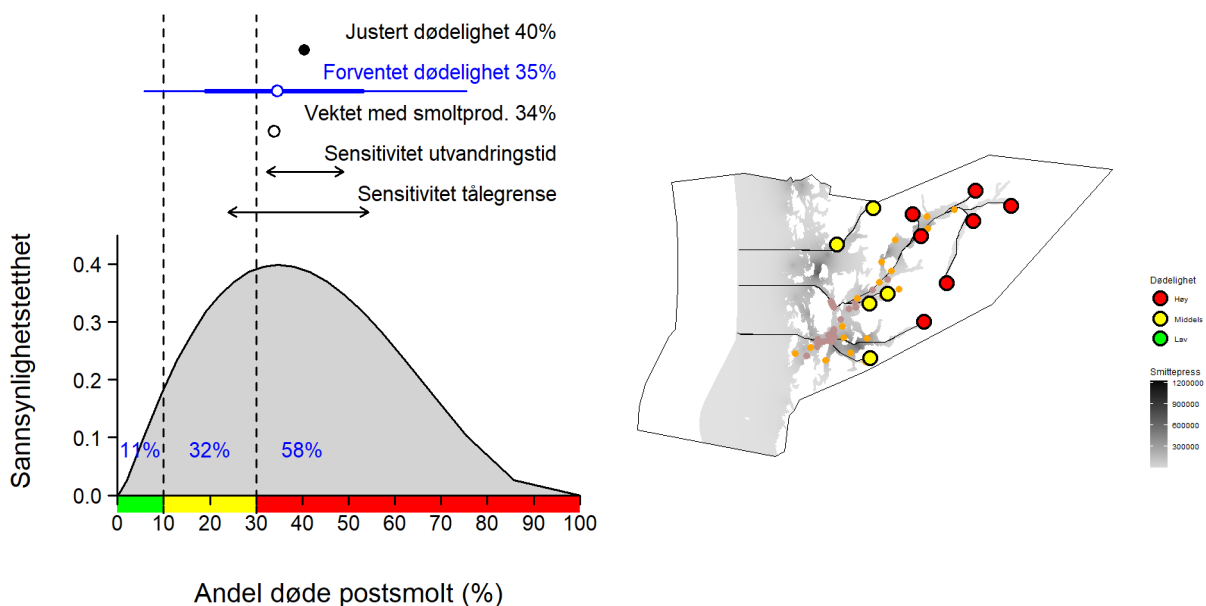 Justert dødelighet 40%
Forventet dødelighet 35%
Vektet med smoltprod. 34%
Sensitivitet utvandringstid
Sensitivitet tålegrense
Sannsynlighetstetthet
0.4
0.3
0.2
0.1
0.0
11%
32%
58%
0 10 20 30 40 50 60 70 80 90 100
Andel døde postsmolt (%)
Dødelighet
Høy
Middels
Lav
Smittepress
1200000
900000
600000
300000